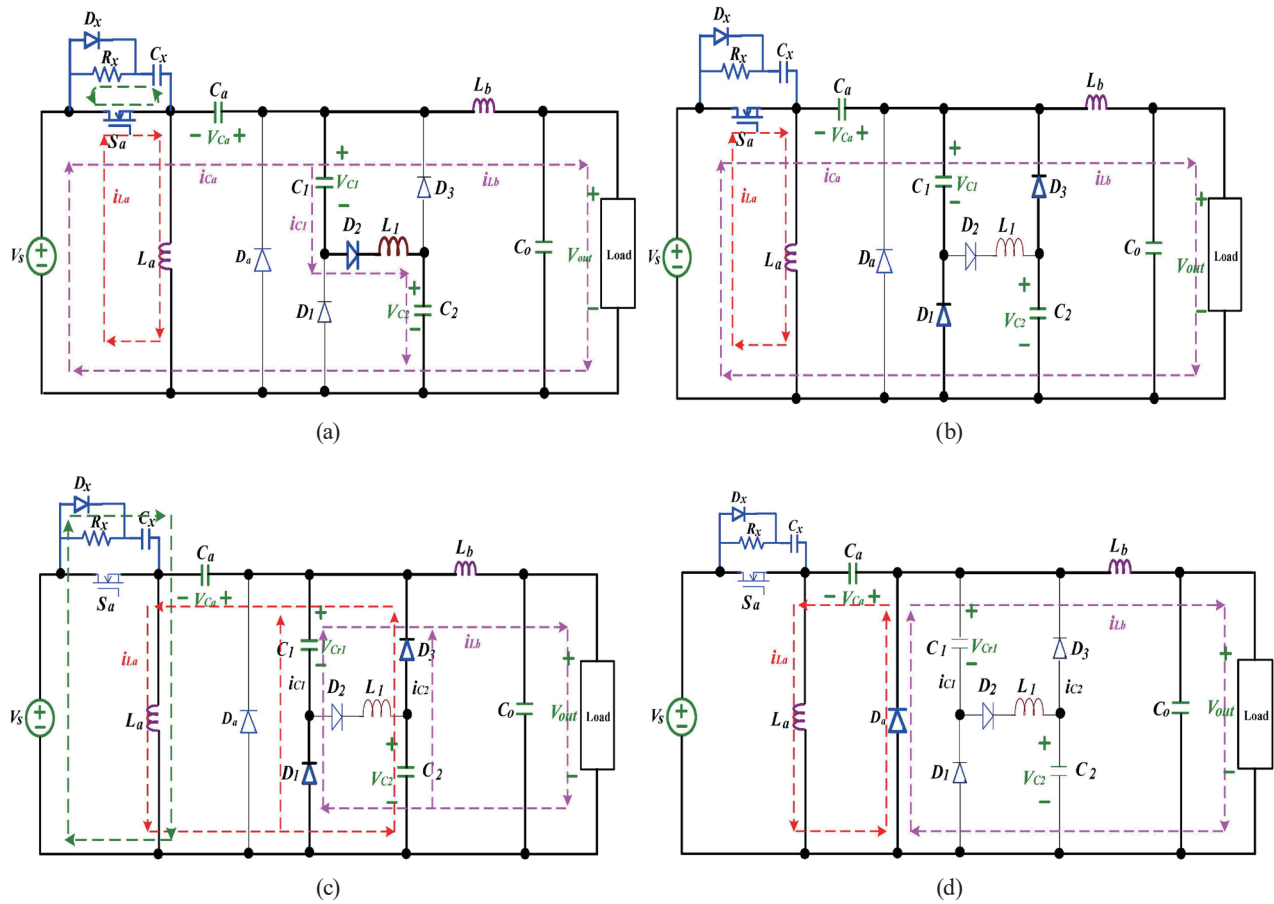 Dx
Rx
Cx
Ca
Lb
Sa
− VCa +
iCa
iLa
iLb
+
C1
VC1
−
iC1
D3
D2
L1
Vs
La
Da
D1
+
VC2
−
C2
Co
+
Vout
−
Load
(a)
Dx
Rx
Cx
Ca
Lb
Sa
− VCa +
iCa
iLa
iLb
+
C1
VC1
−
D3
D2
L1
Vs
La
Da
D1
+
VC2
−
C2
Co
+
Vout
−
Load
(b)
Dx
Rx
Cx
Ca
Lb
Sa
− VCa +
iLa
iLb
+
C1
VCr1
−
D3
iC1
D2
L1
iC2
Vs
La
Da
D1
+
VC2
−
C2
Co
+
Vout
−
Load
(c)
Dx
Rx
Cx
Ca
Lb
Sa
− VCa +
iLa
iLb
+
C1
VCr1
−
D3
iC1
D2
L1
iC2
Vs
La
Da
D1
+
VC2
−
C2
Co
+
Vout
−
Load
(d)